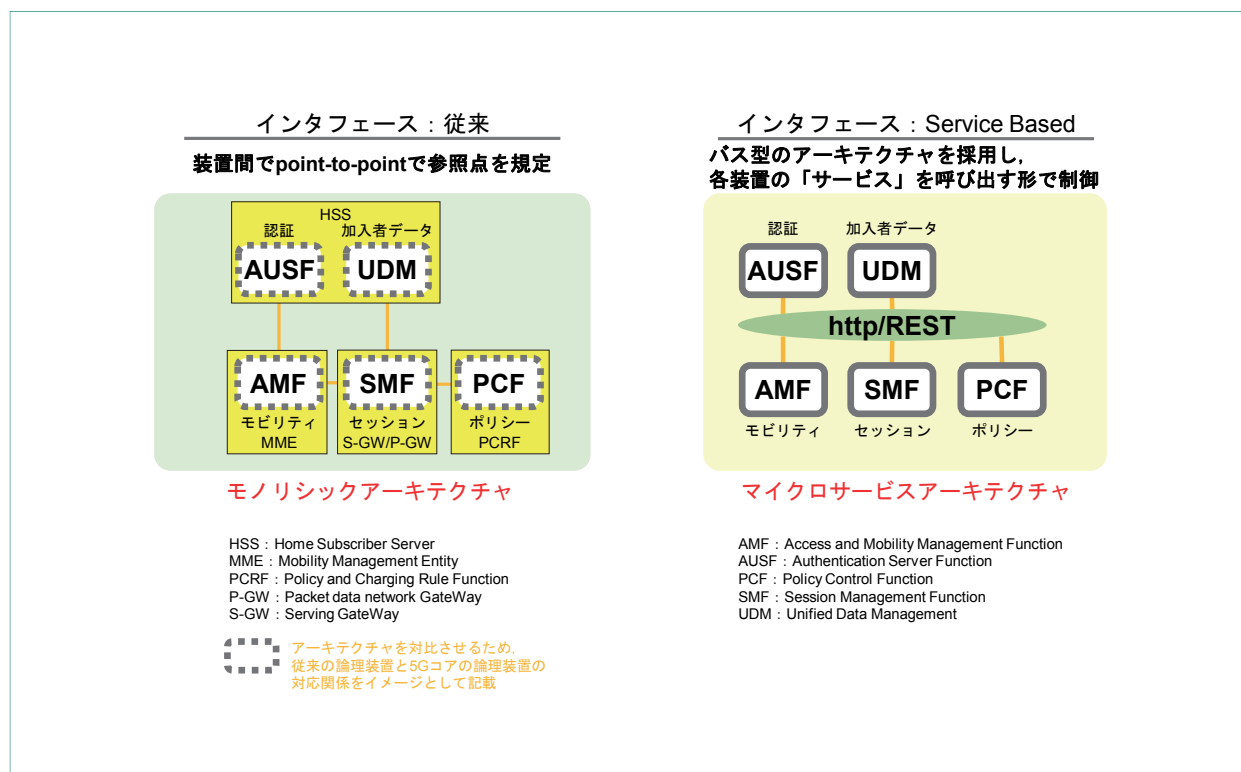 インタフェース：従来
装置間でpoint-to-pointで参照点を規定
HSS
認証 加入者データ
AUSF UDM
AMF SMF PCF
モビリティ セッション ポリシー
MME S-GW/P-GW PCRF
モノリシックアーキテクチャ
HSS：Home Subscriber Server
MME：Mobility Management Entity
PCRF：Policy and Charging Rule Function
P-GW：Packet data network GateWay
S-GW：Serving GateWay
アーキテクチャを対比させるため,
従来の論理装置と5Gコアの論理装置の
対応関係をイメージとして記載
インタフェース：Service Based
バス型のアーキテクチャを採用し,
各装置の「サービス」を呼び出す形で制御
認証 加入者データ
AUSF UDM
http/REST
AMF SMF PCF
モビリティ セッション ポリシー
マイクロサービスアーキテクチャ
AMF：Access and Mobility Management Function
AUSF：Authentication Server Function
PCF：Policy Control Function
SMF：Session Management Function
UDM：Unified Data Management